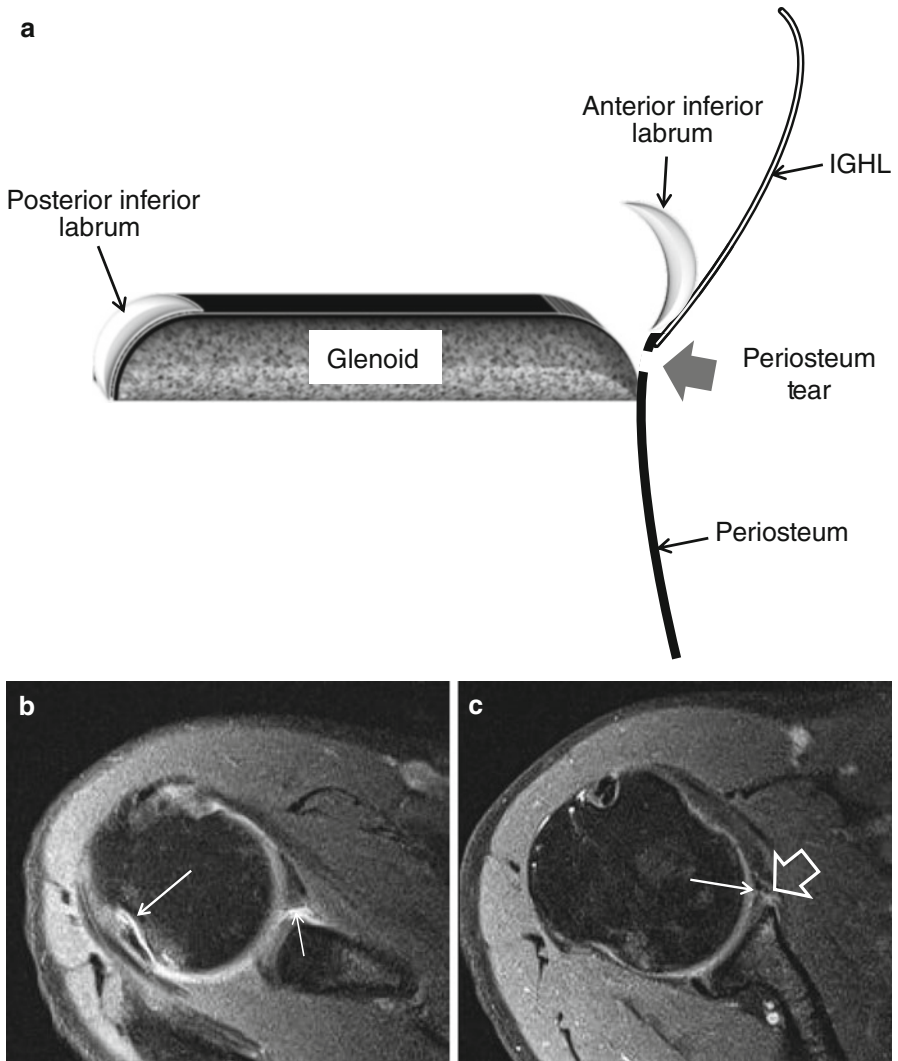 a
Anterior inferior
labrum
IGHL
Posterior inferior
labrum
Glenoid
Periosteum
tear
Periosteum
b
c